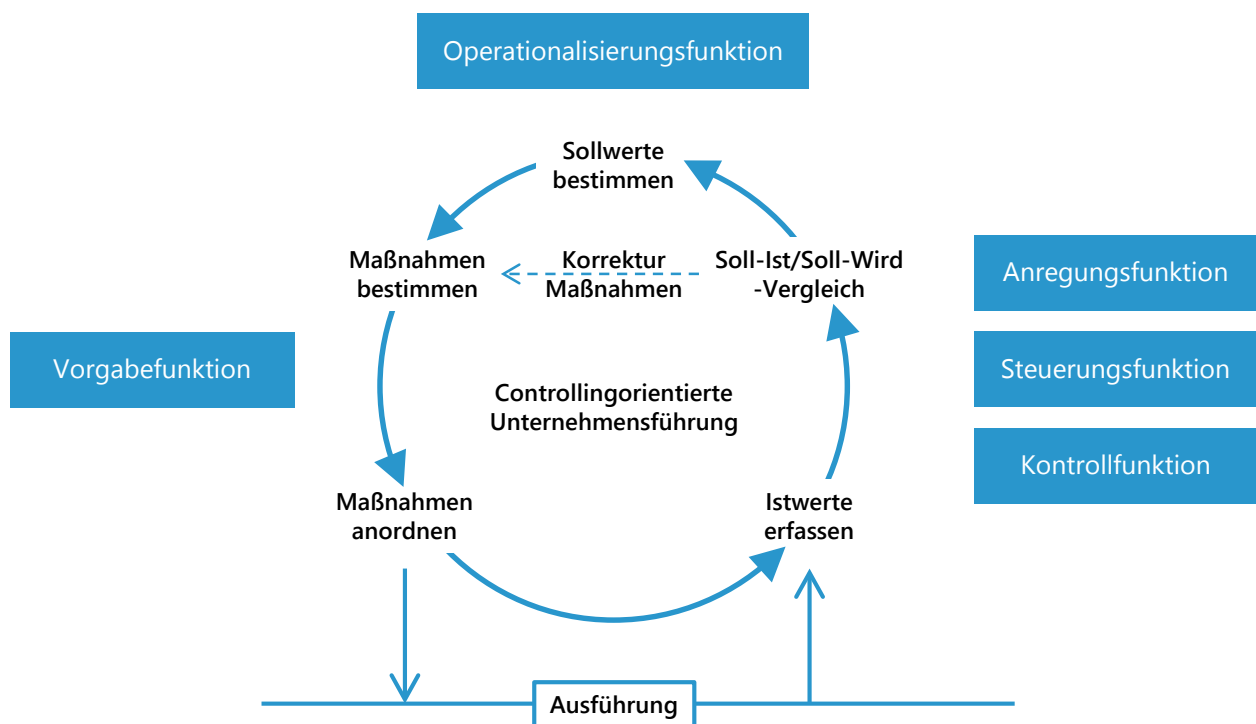 Operationalisierungsfunktion
Sollwerte
bestimmen
Maßnahmen
bestimmen
Korrektur
Maßnahmen
Soll-Ist/Soll-Wird
-Vergleich
Anregungsfunktion
Vorgabefunktion
Steuerungsfunktion
Controllingorientierte
Unternehmensführung
Kontrollfunktion
Maßnahmen
anordnen
Istwerte
erfassen
Ausführung